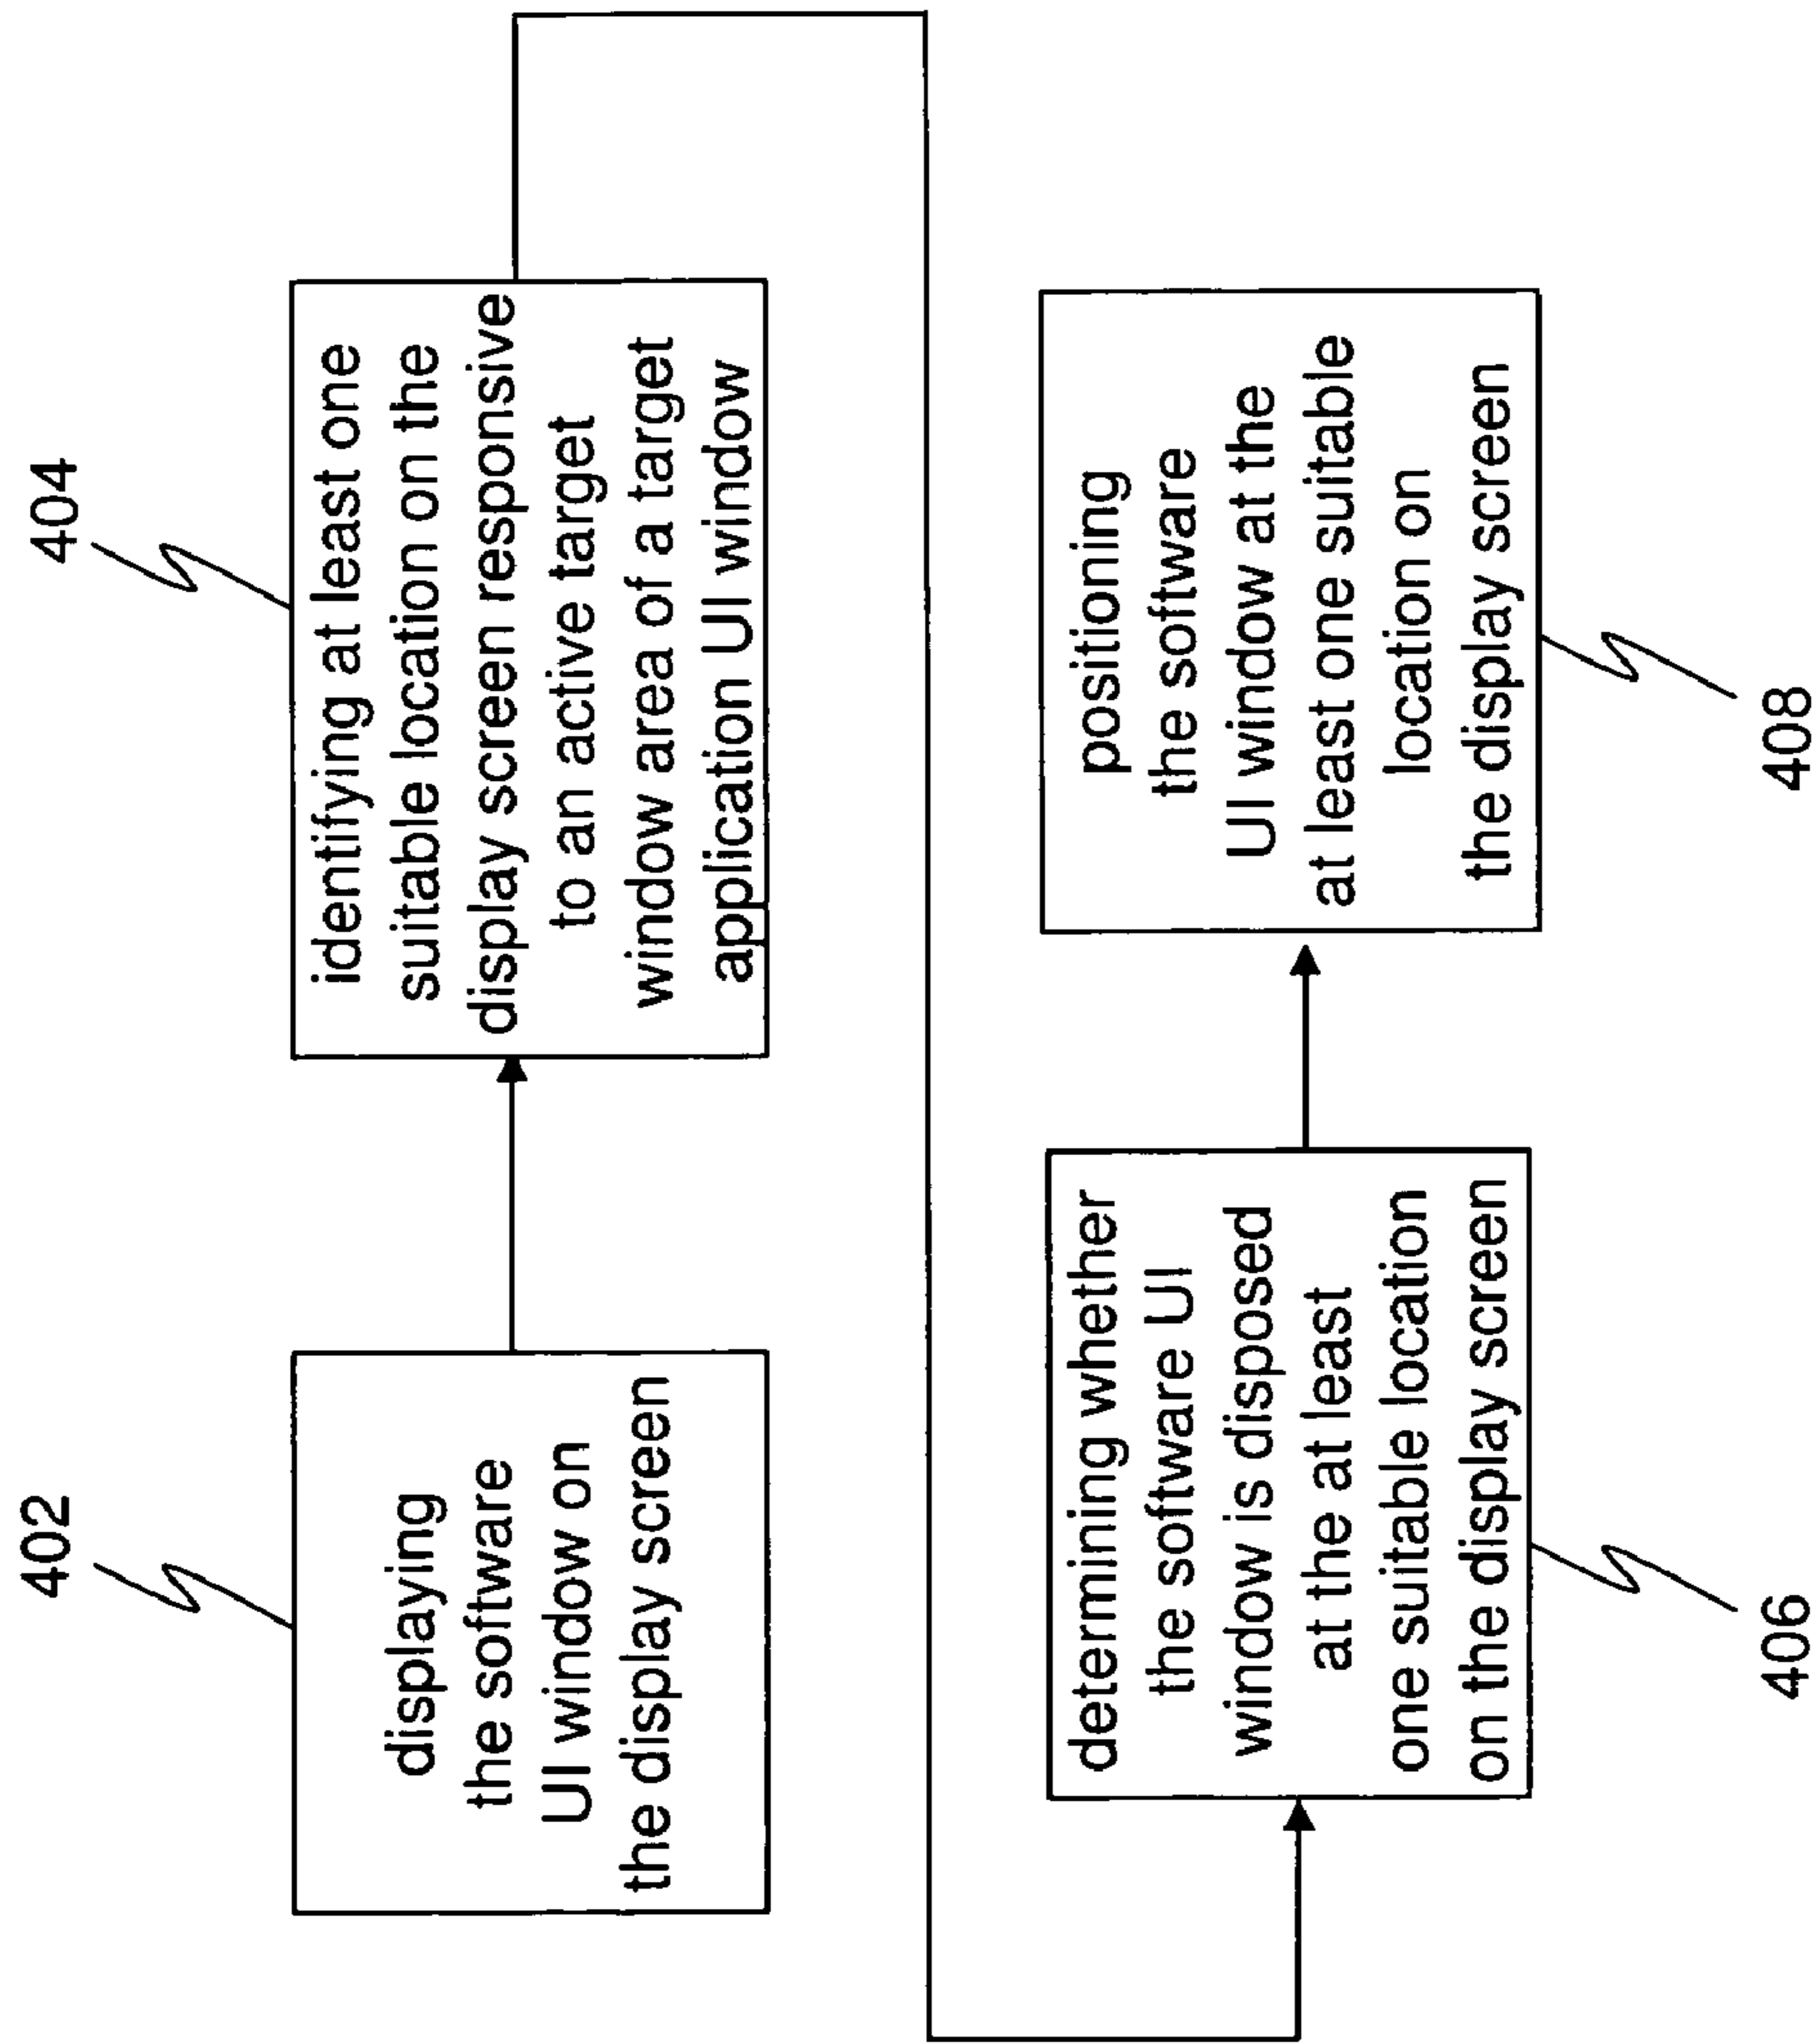 402
displaying
the software
UI window on
the display screen
404
identifying at least one
suitable location on the
display screen responsive
to an active target
window area of a target
application UI window
determining whether
the software UI
window is disposed
at the at least
one suitable location
on the display screen
406
positioning
the software
UI window at the
at least one suitable
location on
the display screen
408